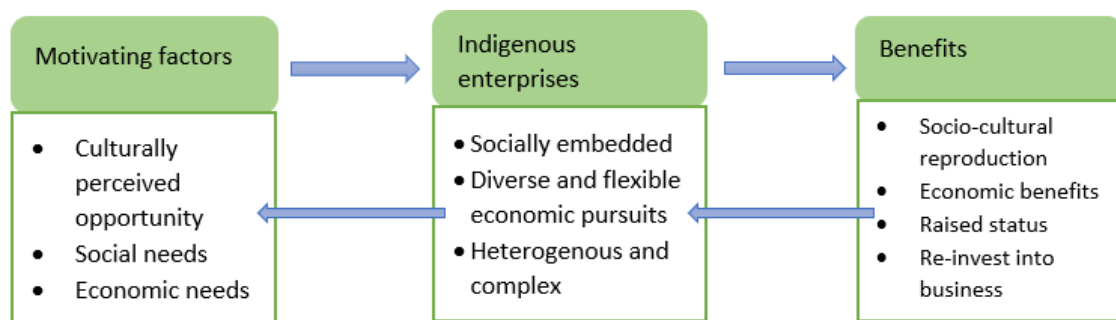 Motivating factors
• Culturally
perceived
opportunity
• Social needs
• Economic needs
Indigenous
enterprises
• Socially embedded
• Diverse and flexible
economic pursuits
• Heterogenous and
complex
Benefits
• Socio-cultural
reproduction
• Economic benefits
• Raised status
• Re-invest into
business